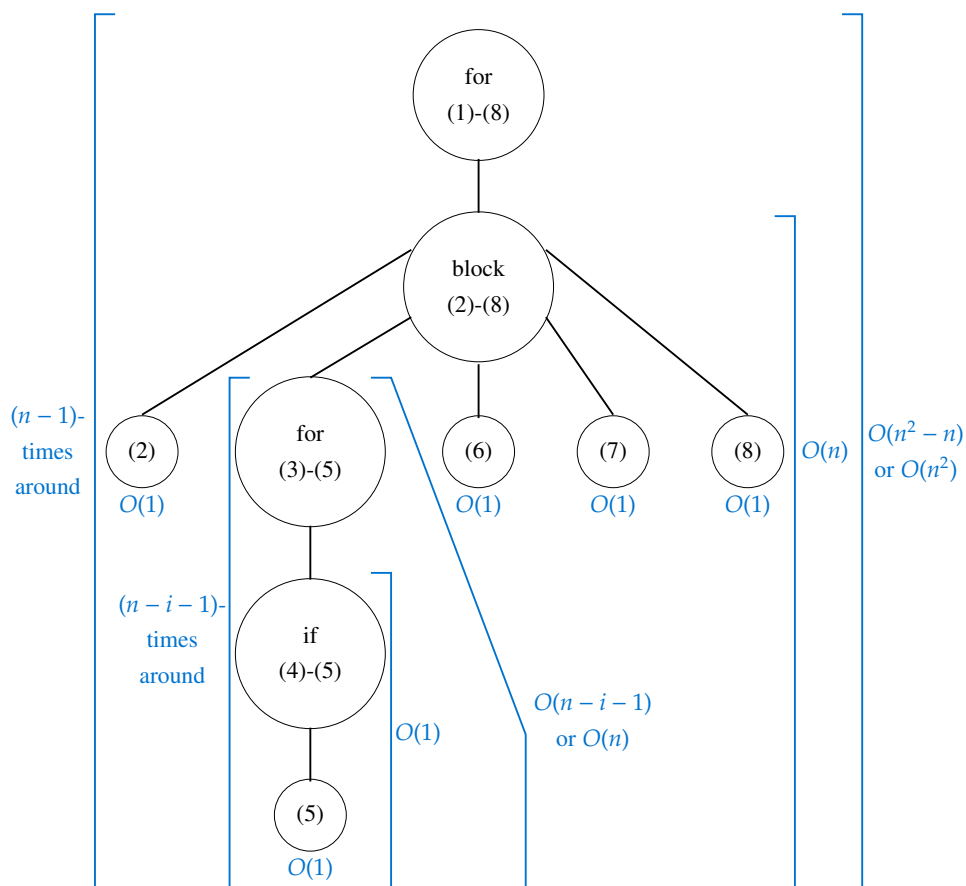 for
(1)-(8)
block
(2)-(8)
(n − 1)-
times
around
(2)
O(1)
for
(3)-(5)
(6)
O(1)
(7)
O(1)
(8)
O(1)
O(n)
O(n² − n)
or O(n²)
(n − i − 1)-
times
around
if
(4)-(5)
O(1)
O(n − i − 1)
or O(n)
(5)
O(1)